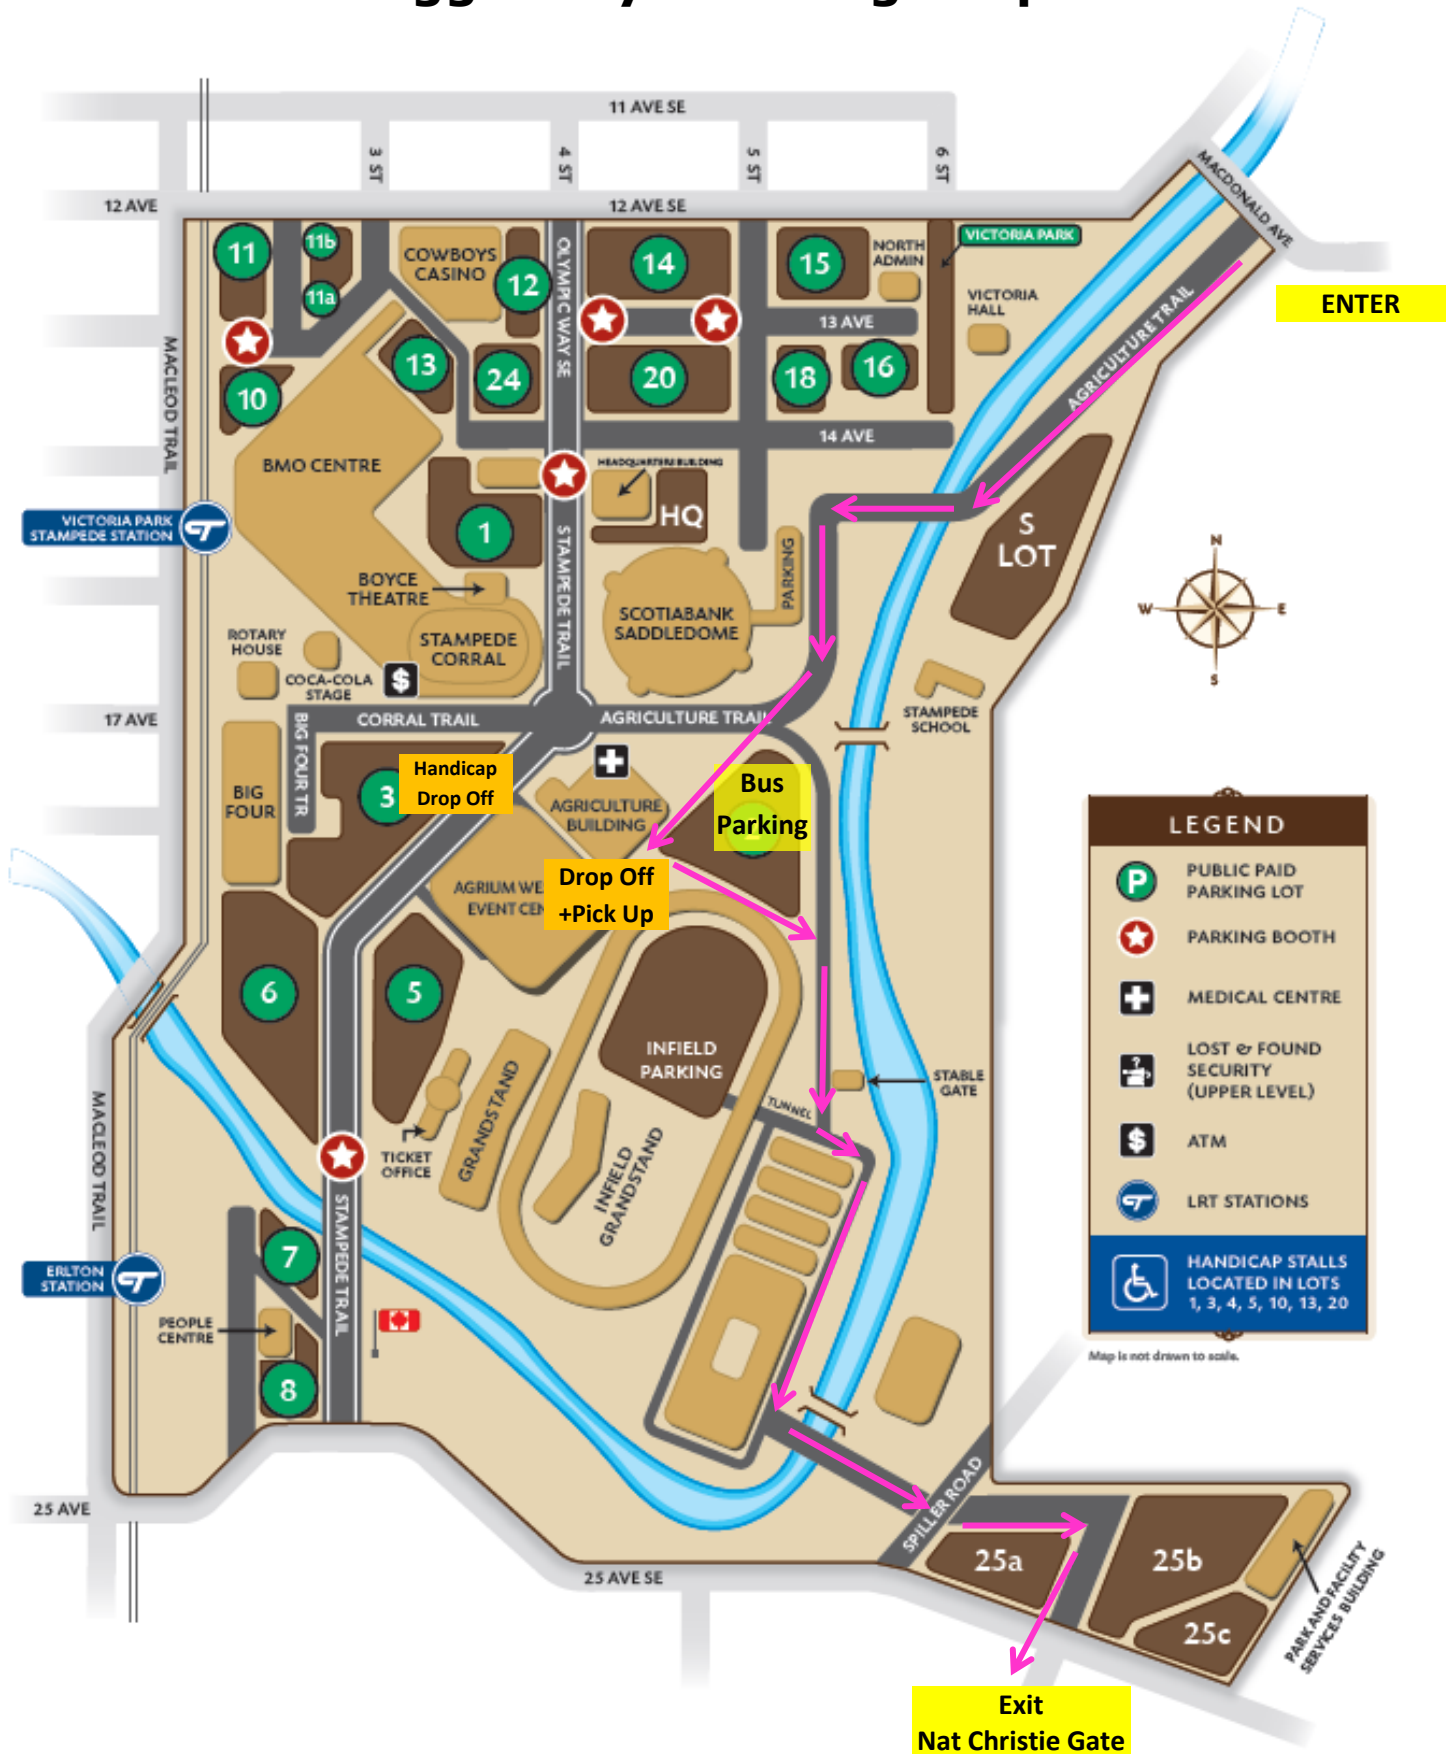 11 AVE SE
3 ST
4 ST
5 ST
6 ST
MACDONALD AVE
12 AVE
12 AVE SE
11
11b
11a
COWBOYS
CASINO
12
OLYMPIC WAY SE
14
15
NORTH
ADMIN
VICTORIA PARK
VICTORIA
HALL
ENTER
AGRICULTURE TRAIL
13 AVE
MACLEOD TRAIL
10
13
24
20
18
16
14 AVE
BMO CENTRE
HEADQUARTERS BUILDING
HQ
1
S
LOT
VICTORIA PARK
STAMPEDE STATION
STAMPEDE TRAIL
PARKING
BOYCE
THEATRE
SCOTIABANK
SADDLEDOME
STAMPEDE
CORRAL
ROTARY
HOUSE
COCA-COLA
STAGE
$
N
W
E
S
STAMPEDE
SCHOOL
17 AVE
BIG FOUR TR
CORRAL TRAIL
AGRICULTURE TRAIL
BIG
FOUR
3
Handicap
Drop Off
AGRICULTURE
BUILDING
Bus
Parking
Drop Off
+Pick Up
6
5
INFIELD
PARKING
TUNNEL
STABLE
GATE
TICKET
OFFICE
GRANDSTAND
INFIELD
GRANDSTAND
MACLEOD TRAIL
STAMPEDE TRAIL
7
ERLTON
STATION
PEOPLE
CENTRE
8
LEGEND
P
PUBLIC PAID
PARKING LOT
PARKING BOOTH
MEDICAL CENTRE
LOST & FOUND
SECURITY
(UPPER LEVEL)
$
ATM
LRT STATIONS
HANDICAP STALLS
LOCATED IN LOTS
1, 3, 4, 5, 10, 13, 20
Map is not drawn to scale.
25 AVE
25 AVE SE
SPILLER ROAD
25a
25b
25c
PARK AND FACILITY
SERVICES BUILDING
Exit
Nat Christie Gate